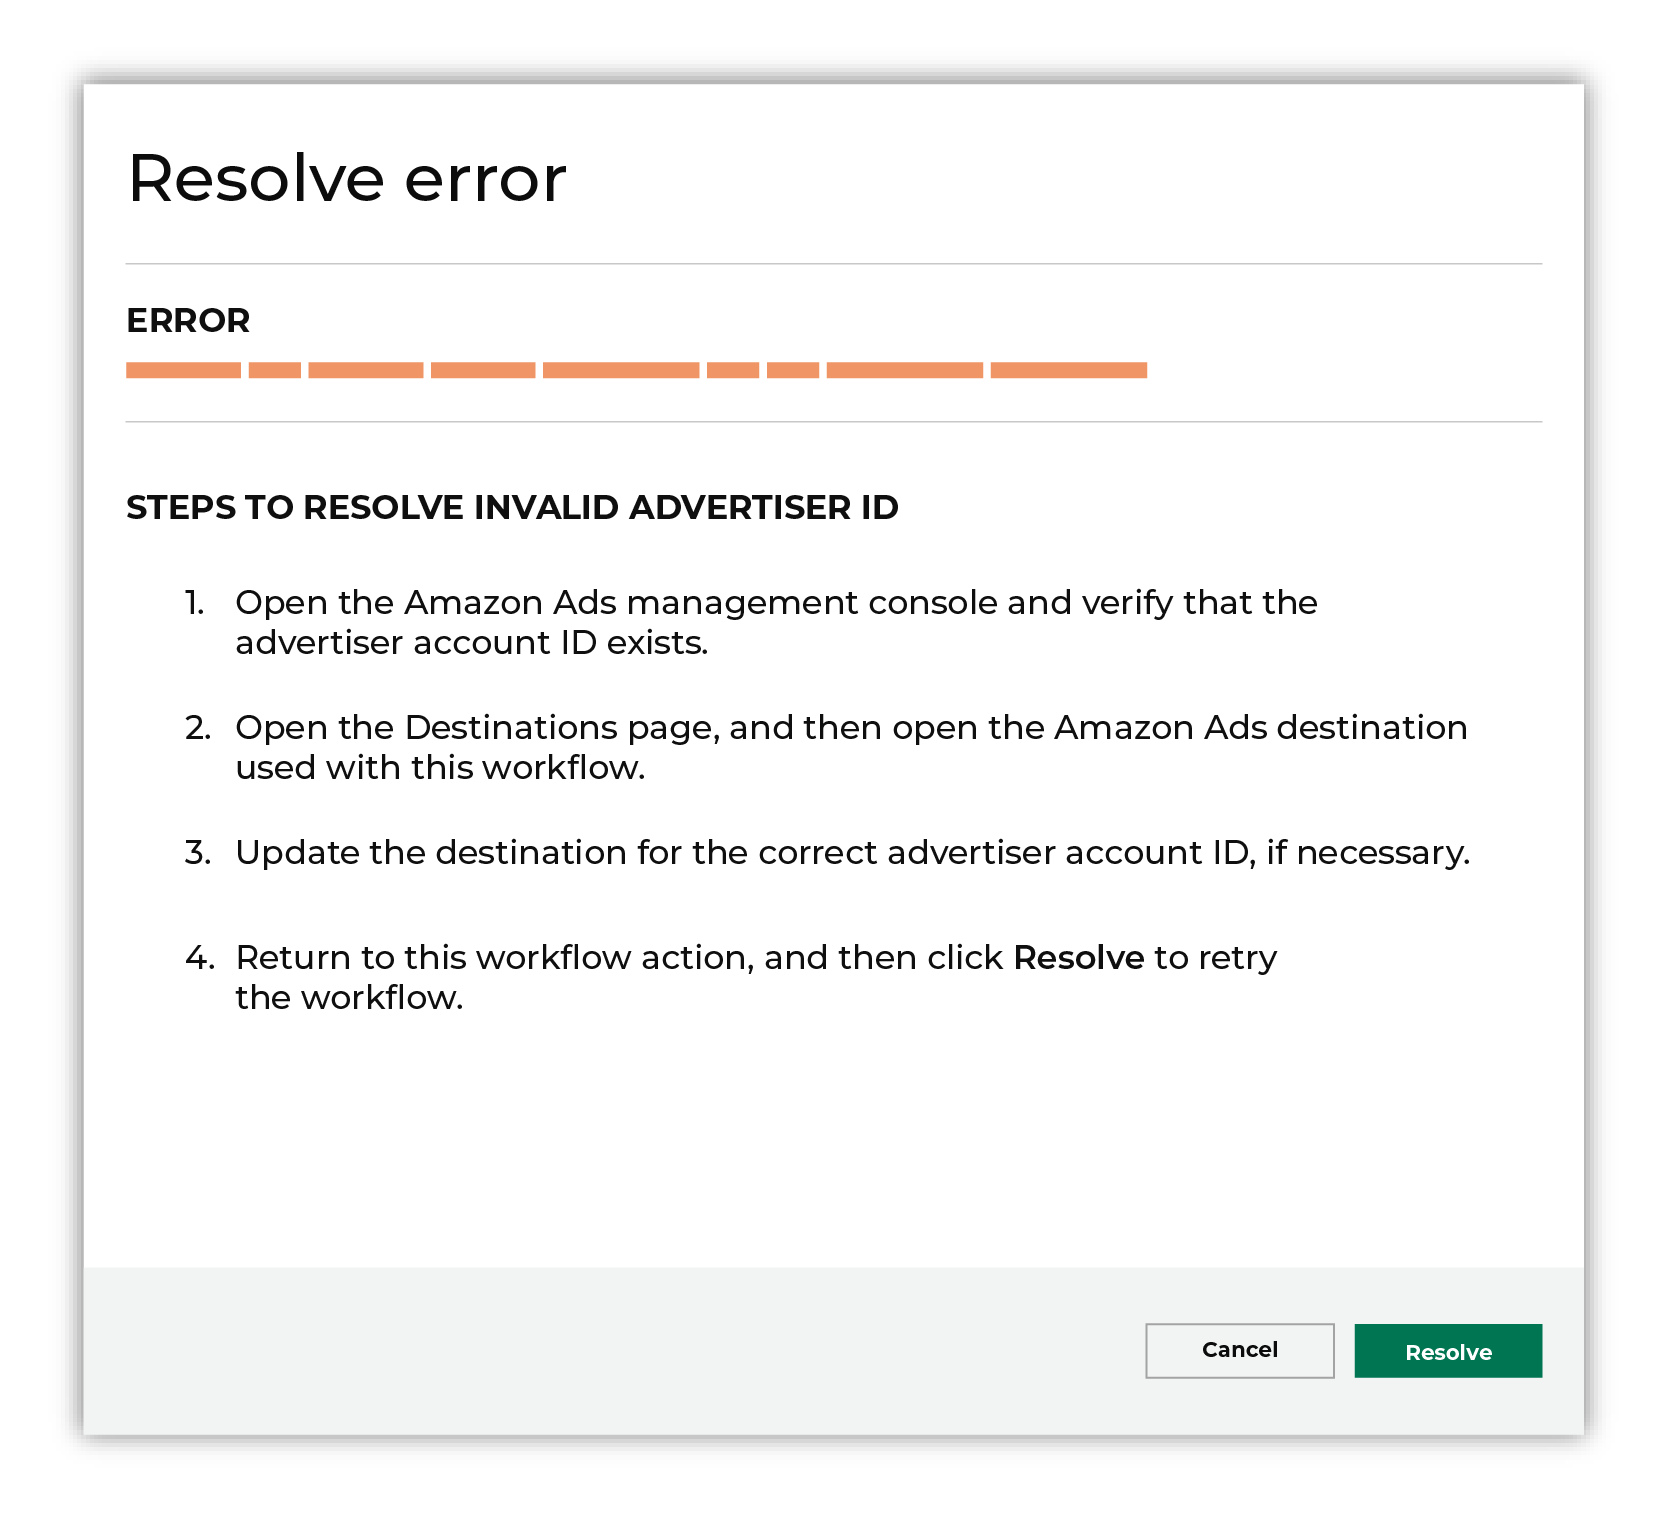 Resolve error
ERROR
STEPS TO RESOLVE INVALID ADVERTISER ID
1. Open the Amazon Ads management console and verify that the
advertiser account ID exists.
2. Open the Destinations page, and then open the Amazon Ads destination
used with this workflow.
3. Update the destination for the correct advertiser account ID, if necessary.
4. Return to this workflow action, and then click Resolve to retry
the workflow.
Cancel
Resolve